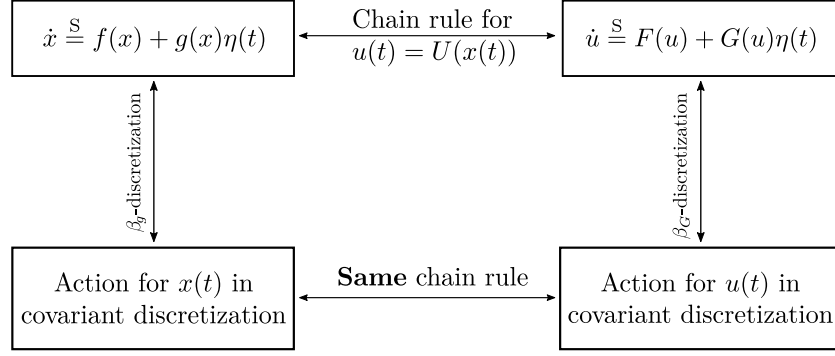 ẋ S= f(x) + g(x)η(t)
Chain rule for
u(t) = U(x(t))
u̇ S= F(u) + G(u)η(t)
β_g-discretization
β_G-discretization
Action for x(t) in
covariant discretization
Same chain rule
Action for u(t) in
covariant discretization